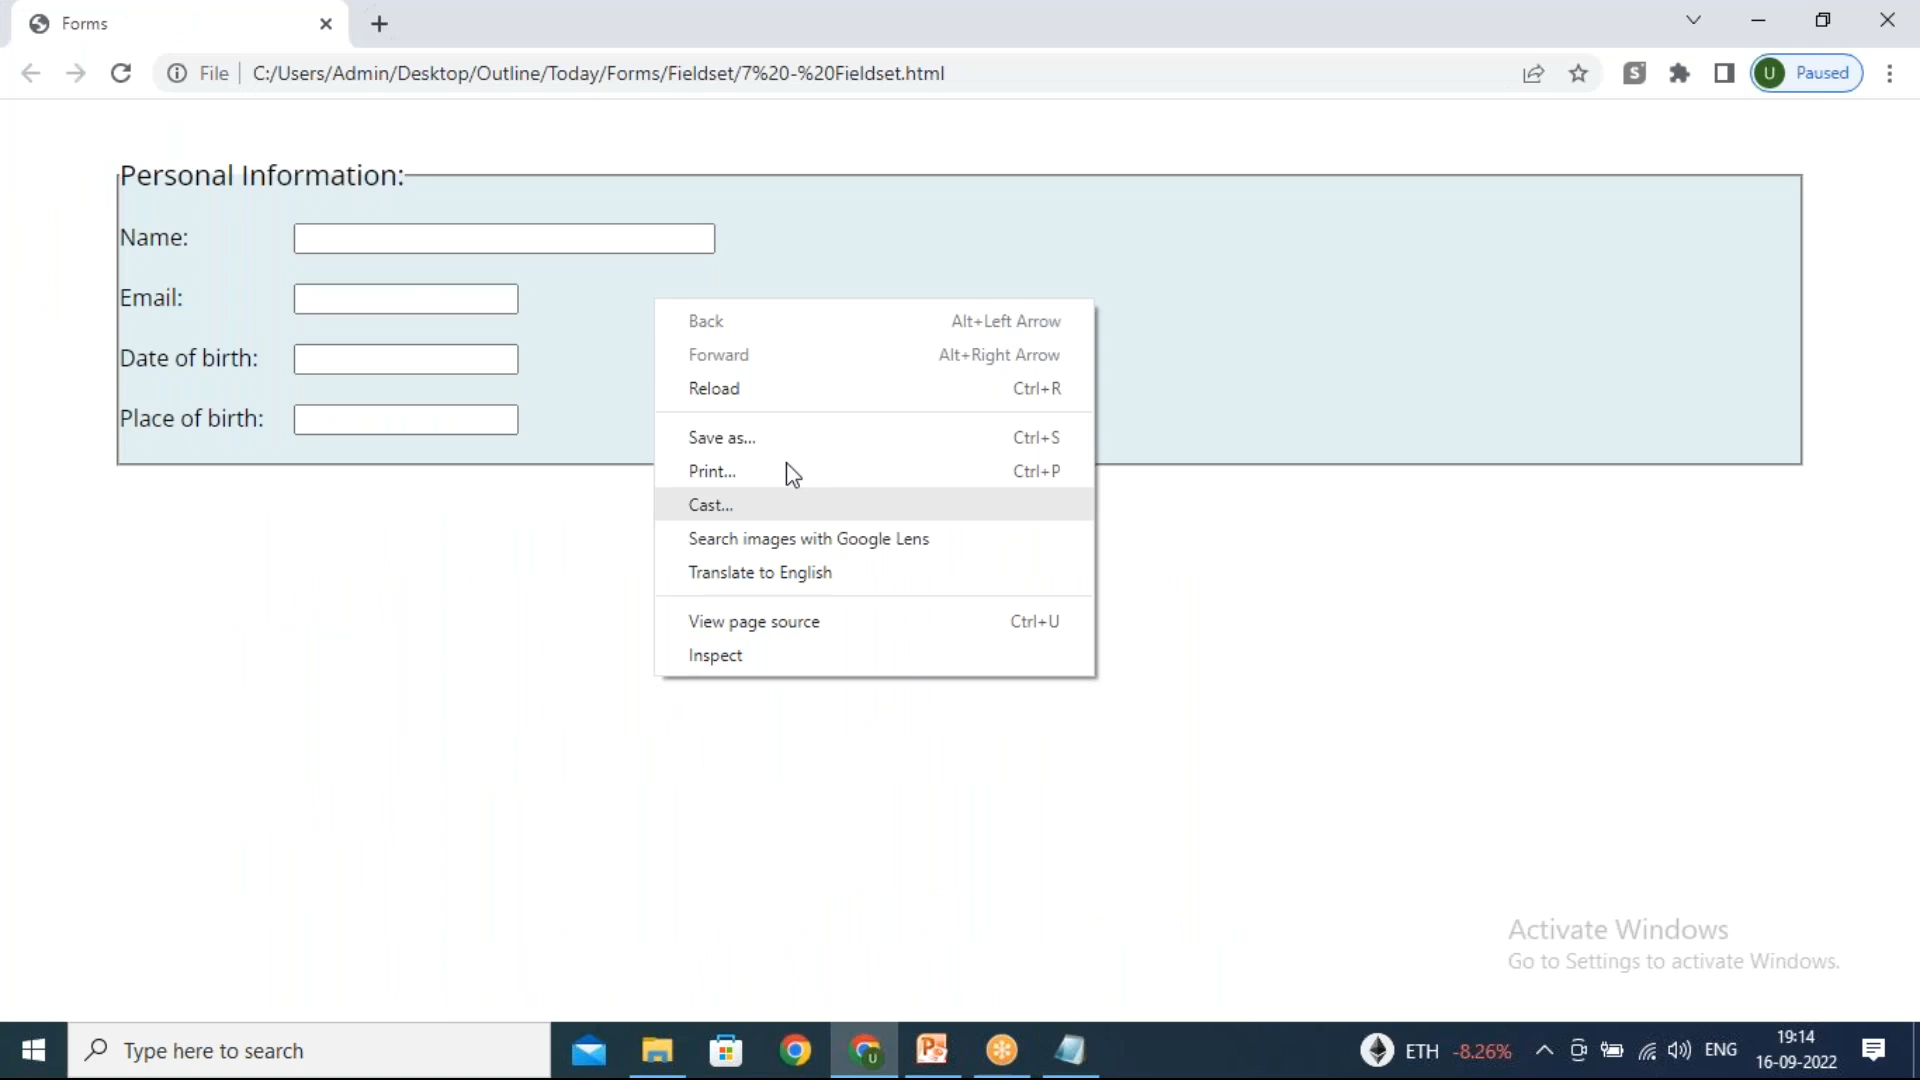 Forms
File C:/Users/Admin/Desktop/Outline/Today/Forms/Fieldset/7%20-%20Fieldset.html
S
U Paused
Personal Information:
Name:
Email:
Date of birth:
Place of birth:
Back Alt+Left Arrow
Forward Alt+Right Arrow
Reload Ctrl+R
Save as... Ctrl+S
Print... Ctrl+P
Cast...
Search images with Google Lens
Translate to English
View page source Ctrl+U
Inspect
Activate Windows
Go to Settings to activate Windows.
Type here to search
U
P
ETH -8.26%
ENG
19:14
16-09-2022